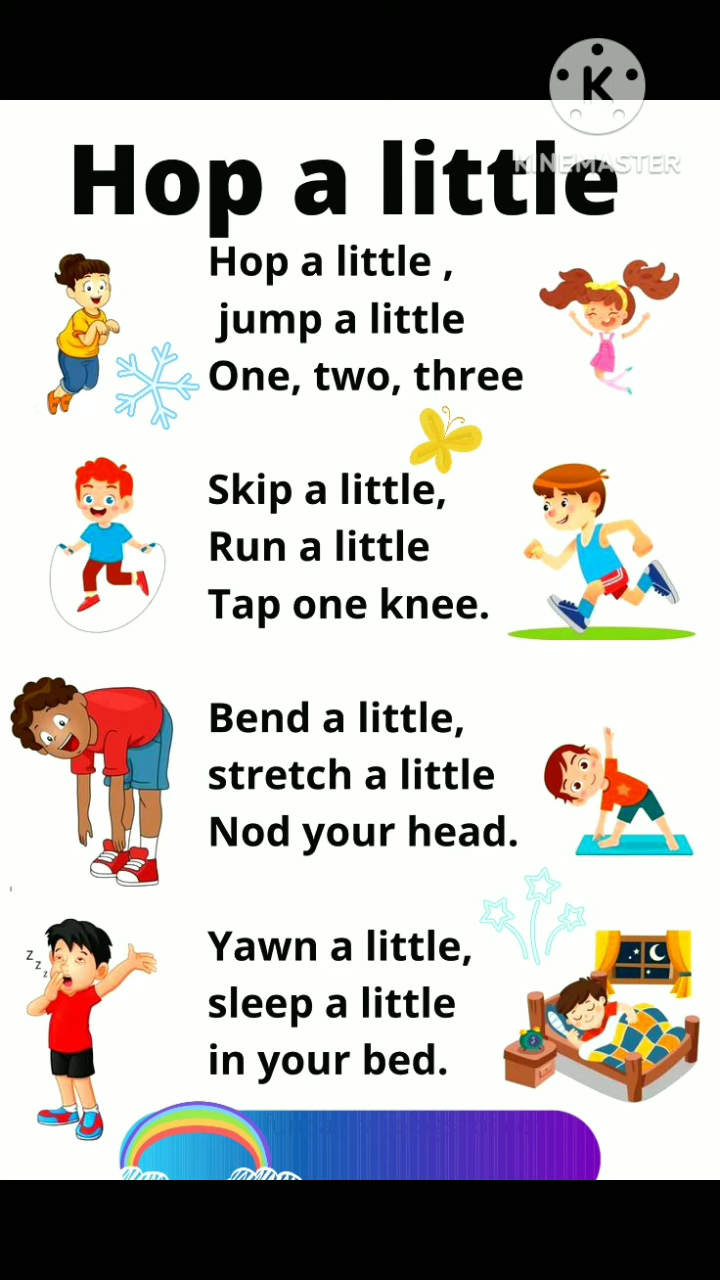 K
KINEMASTER
Hop a little
Hop a little ,
jump a little
One, two, three
Skip a little,
Run a little
Tap one knee.
Bend a little,
stretch a little
Nod your head.
z
z
z
Yawn a little,
sleep a little
in your bed.